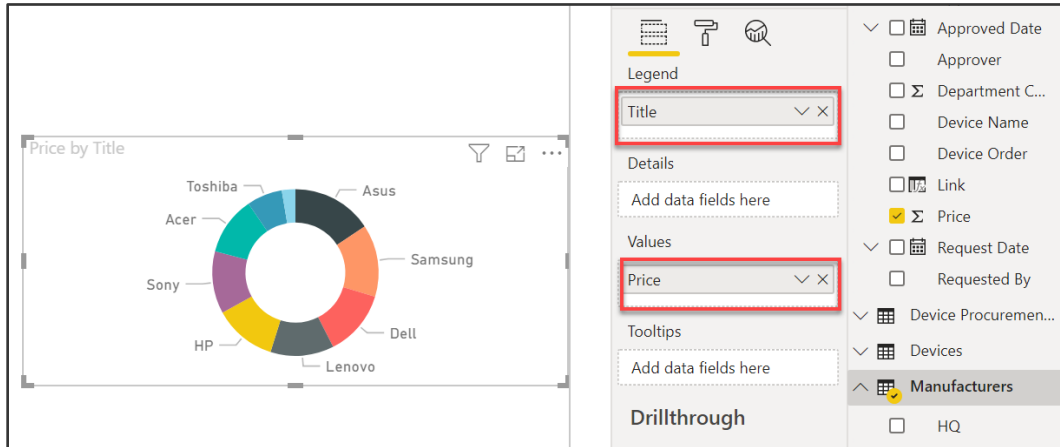 Price by Title
Toshiba
Asus
Acer
Samsung
Sony
Dell
HP
Lenovo
Legend
Title
Details
Add data fields here
Values
Price
Tooltips
Add data fields here
Drillthrough
Approved Date
Approver
Department C...
Device Name
Device Order
Link
Price
Request Date
Requested By
Device Procuremen...
Devices
Manufacturers
HQ